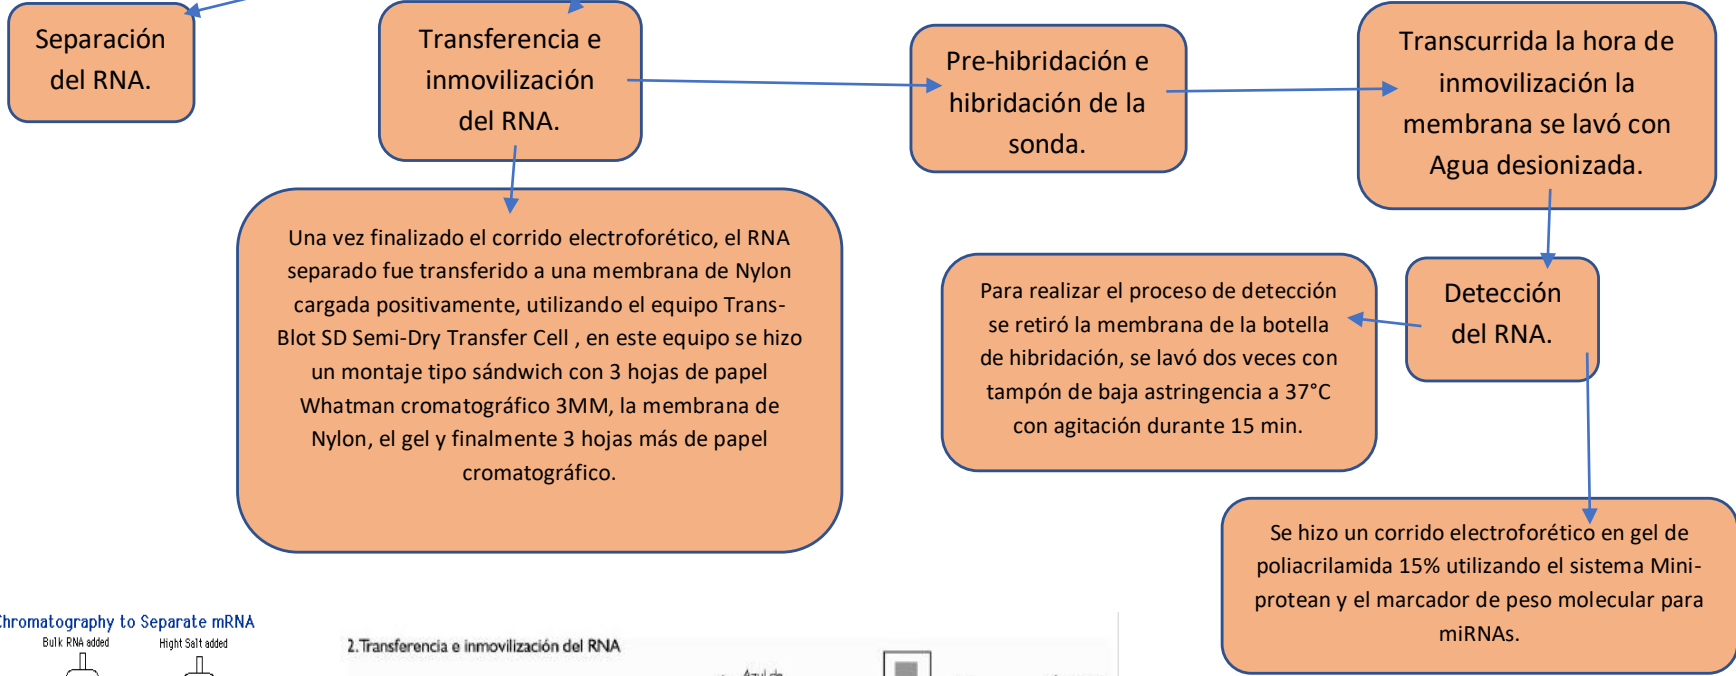 Separación
del RNA.
Transferencia e
inmovilización
del RNA.
Pre-hibridación e
hibridación de la
sonda.
Transcurrida la hora de
inmovilización la
membrana se lavó con
Agua desionizada.
Una vez finalizado el corrido electroforético, el RNA
separado fue transferido a una membrana de Nylon
cargada positivamente, utilizando el equipo Trans-
Blot SD Semi-Dry Transfer Cell , en este equipo se hizo
un montaje tipo sándwich con 3 hojas de papel
Whatman cromatográfico 3MM, la membrana de
Nylon, el gel y finalmente 3 hojas más de papel
cromatográfico.
Para realizar el proceso de detección
se retiró la membrana de la botella
de hibridación, se lavó dos veces con
tampón de baja astringencia a 37°C
con agitación durante 15 min.
Detección
del RNA.
Se hizo un corrido electroforético en gel de
poliacrilamida 15% utilizando el sistema Mini-
protean y el marcador de peso molecular para
miRNAs.
Chromatography to Separate mRNA
Bulk RNA added
Hight Salt added
2.Transferencia e inmovilización del RNA
Azul de